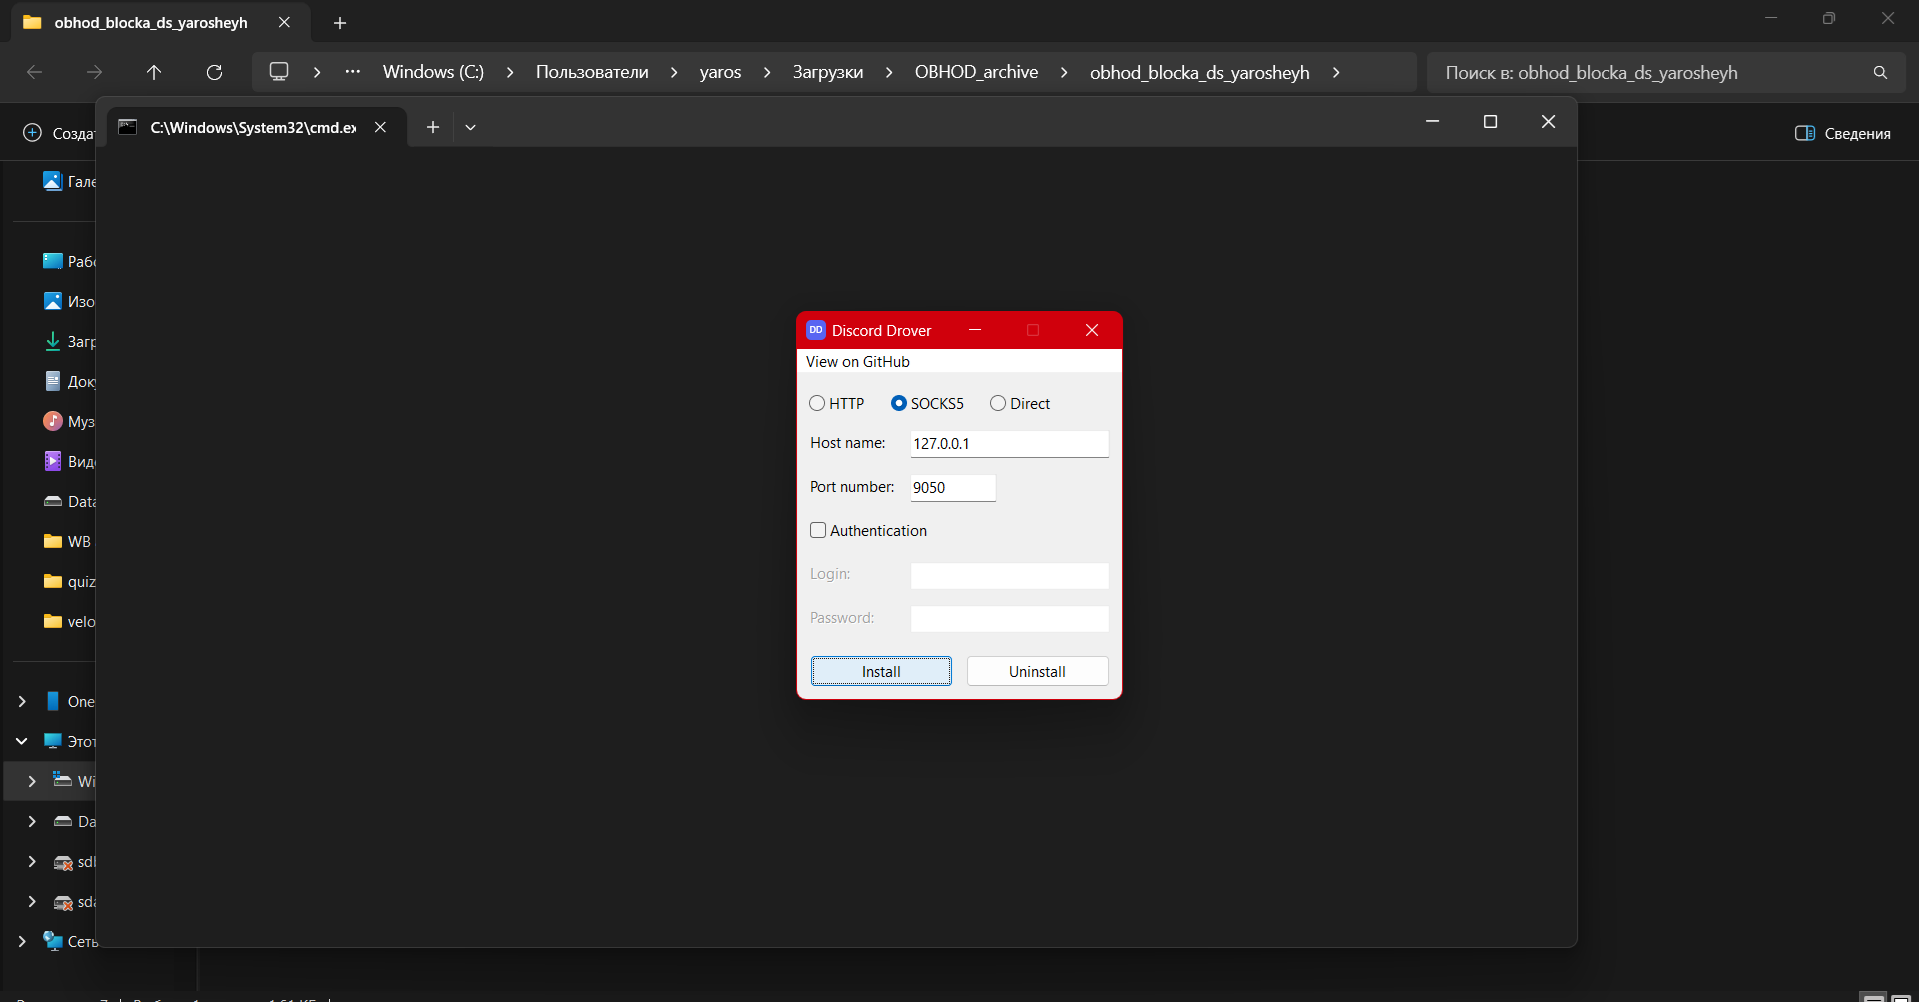 obhod_blocka_ds_yarosheyh
Windows (C:) Пользователи yaros Загрузки OBHOD_archive obhod_blocka_ds_yarosheyh
Поиск в: obhod_blocka_ds_yarosheyh
Созда
Сведения
C:\Windows\System32\cmd.ex
Гале
Рабо
Изо
Загр
Док
Муз
Вид
Data
WB
quiz
velo
One
Этот
Wi
Da
sd
sda
Сеть
DD Discord Drover
View on GitHub
HTTP SOCKS5 Direct
Host name: 127.0.0.1
Port number: 9050
Authentication
Login:
Password:
Install Uninstall